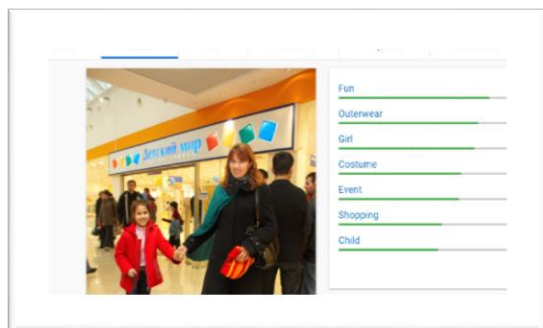 Детский мир
Fun
Outerwear
Girl
Costume
Event
Shopping
Child